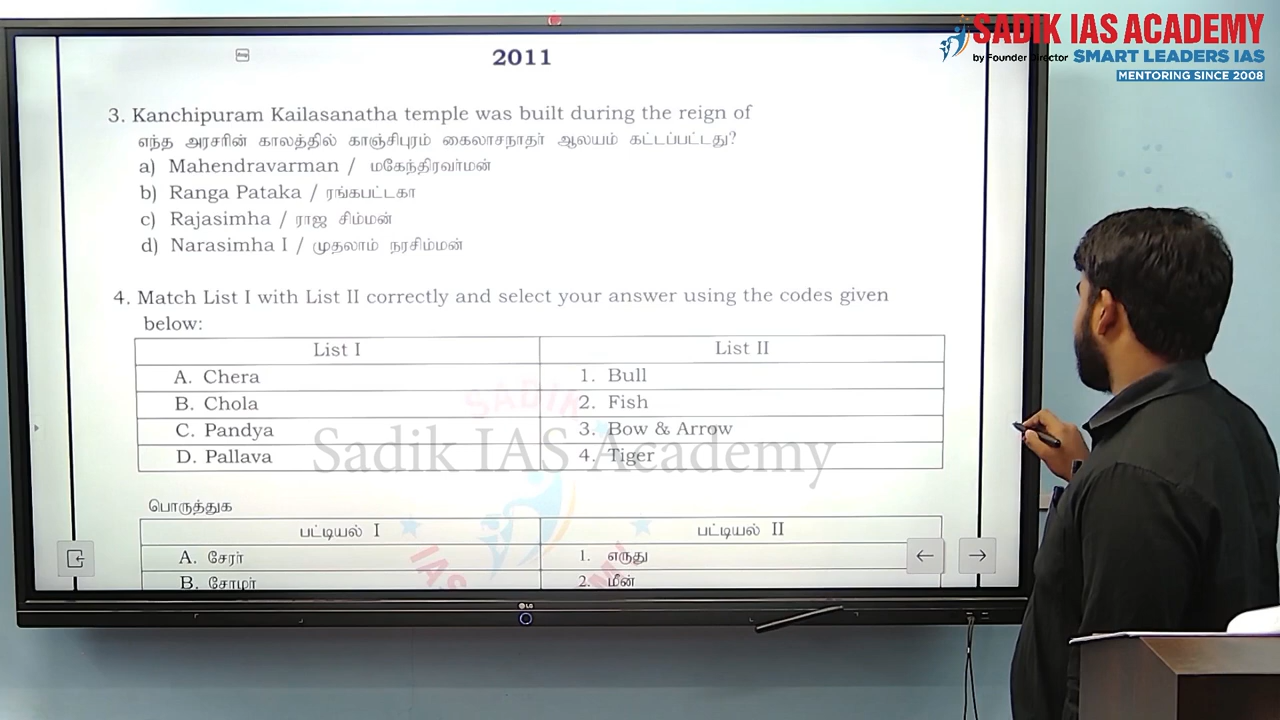 SADIK IAS ACADEMY
by Founder Director SMART LEADERS IAS
MENTORING SINCE 2008
2011
3. Kanchipuram Kailasanatha temple was built during the reign of
எந்த அரசரின் காலத்தில் காஞ்சிபுரம் கைலாசநாதர் ஆலயம் கட்டப்பட்டது?
a) Mahendravarman / மகேந்திரவர்மன்
b) Ranga Pataka / ரங்கபட்டகா
c) Rajasimha / ராஜ சிம்மன்
d) Narasimha I / முதலாம் நரசிம்மன்
4. Match List I with List II correctly and select your answer using the codes given
below:
List I List II
A. Chera 1. Bull
B. Chola 2. Fish
C. Pandya 3. Bow & Arrow
D. Pallava 4. Tiger
SADIK
Sadik IAS Academy
பொருத்துக
பட்டியல் I பட்டியல் II
A. சேரர் 1. எருது
B. சோழர் 2. மீன்
IAS
LG